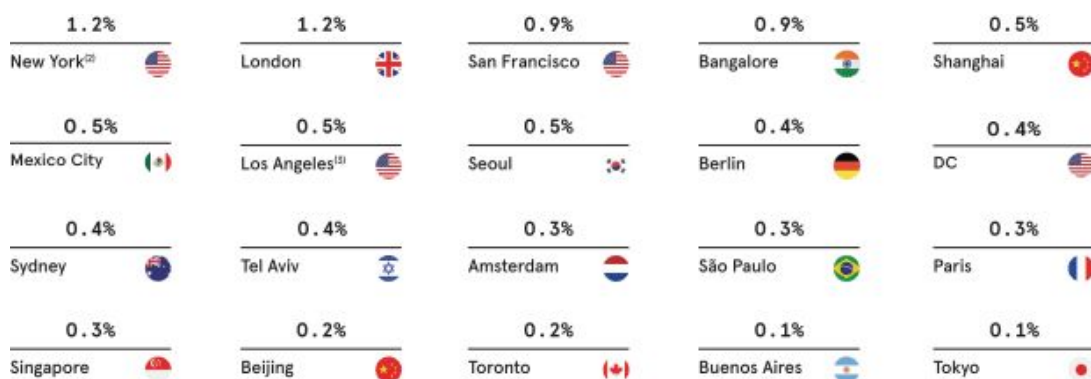 1.2% 1.2% 0.9% 0.9% 0.5%
New York(2) London San Francisco Bangalore Shanghai
0.5% 0.5% 0.5% 0.4% 0.4%
Mexico City Los Angeles(3) Seoul Berlin DC
0.4% 0.4% 0.3% 0.3% 0.3%
Sydney Tel Aviv Amsterdam São Paulo Paris
0.3% 0.2% 0.2% 0.1% 0.1%
Singapore Beijing Toronto Buenos Aires Tokyo